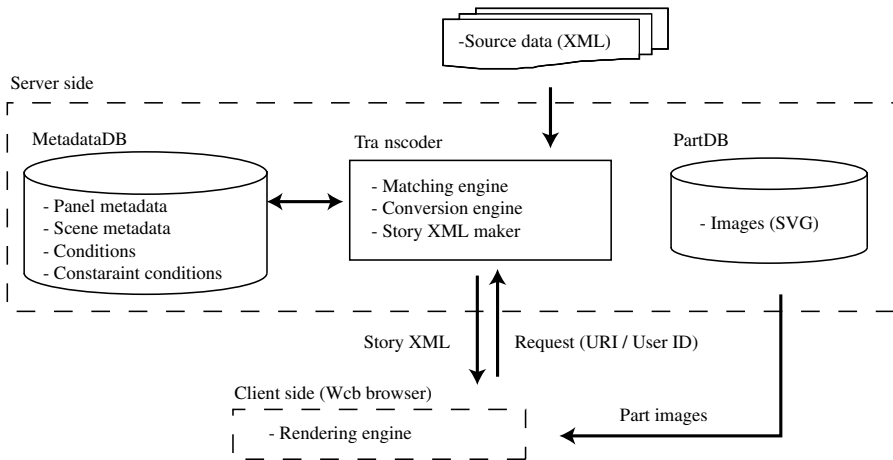 -Source data (XML)
Server side
MetadataDB
- Panel metadata
- Scene metadata
- Conditions
- Constaraint conditions
Tra nscoder
- Matching engine
- Conversion engine
- Story XML maker
PartDB
- Images (SVG)
Story XML
Request (URI / User ID)
Client side (Wcb browser)
- Rendering engine
Part images